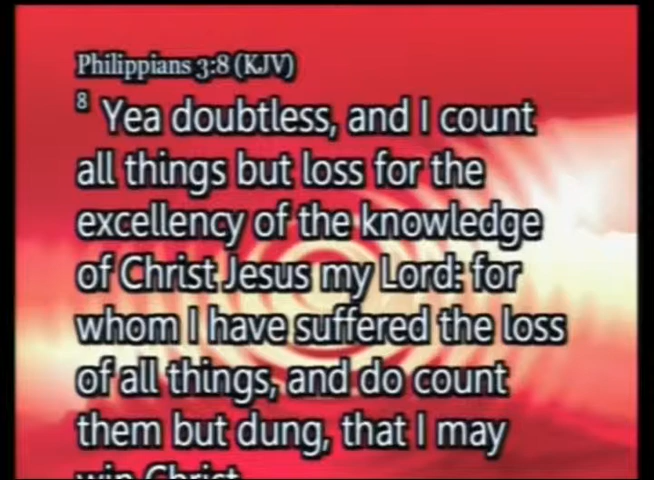 Philippians 3:8 (KJV)
8 Yea doubtless, and I count
all things but loss for the
excellency of the knowledge
of Christ Jesus my Lord: for
whom I have suffered the loss
of all things, and do count
them but dung, that I may
win Christ